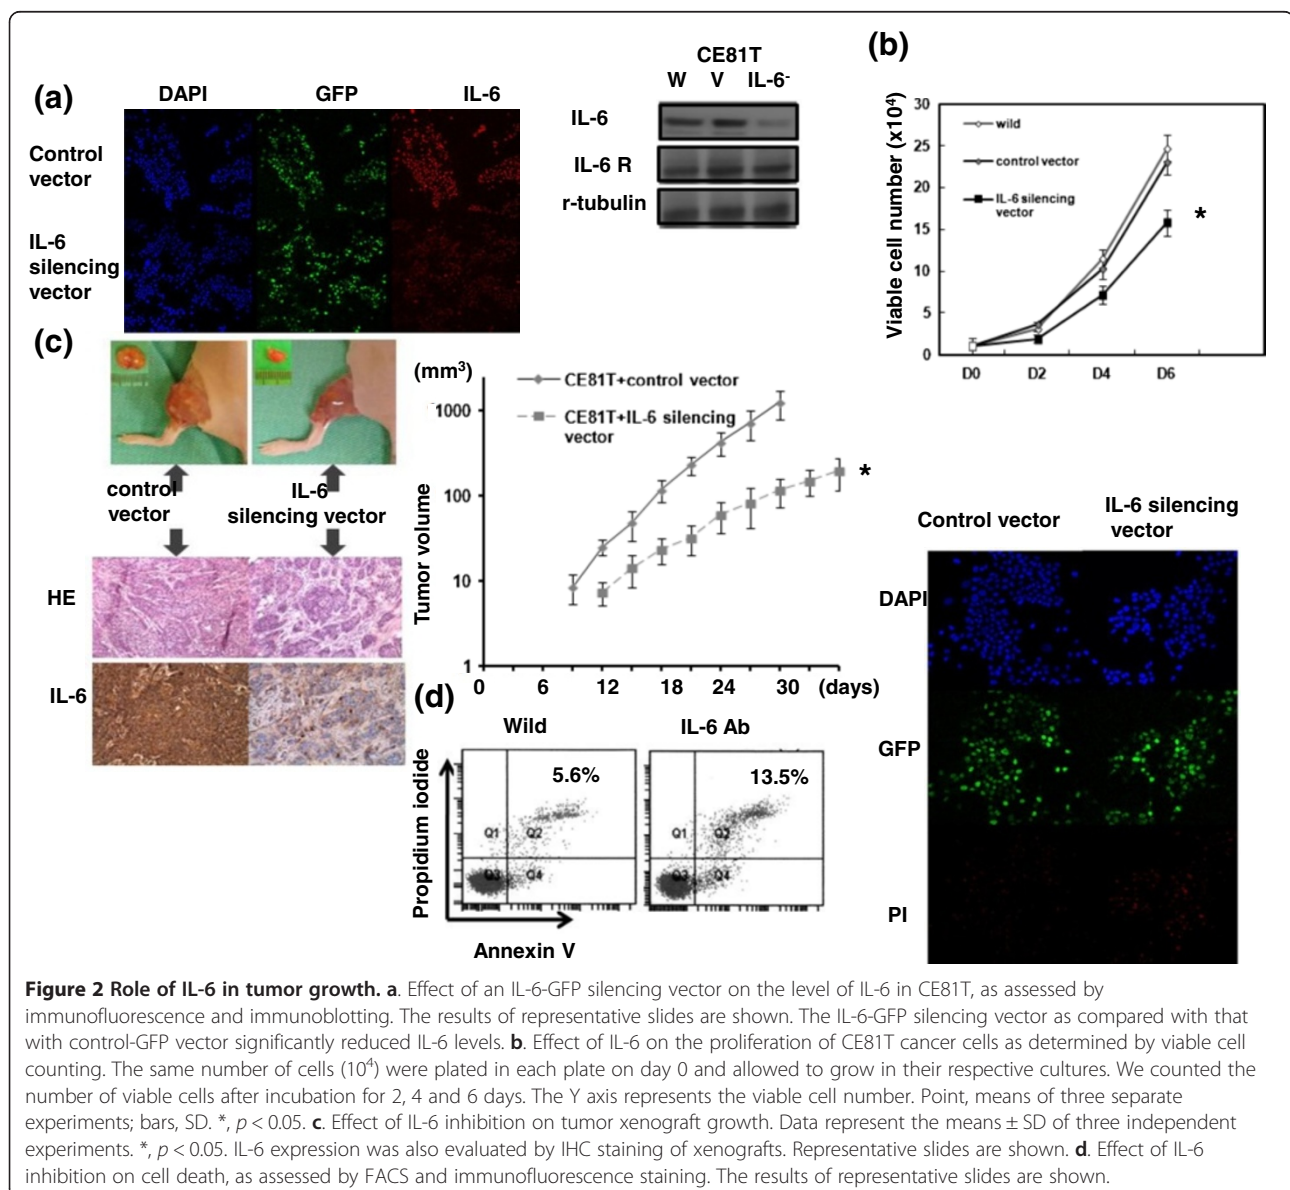 (a)
DAPI GFP IL-6
Control
vector
IL-6
silencing
vector
CE81T
W V IL-6-
IL-6
IL-6 R
r-tubulin
(b)
Viable cell number (x10⁴)
30
25
20
15
10
5
0
wild
control vector
IL-6 silencing
vector
*
D0 D2 D4 D6
(c)
control
vector
IL-6
silencing vector
HE
IL-6
(mm³)
Tumor volume
1000
100
10
1
CE81T+control vector
CE81T+IL-6 silencing
vector
*
0 6 12 18 24 30 (days)
(d)
Wild IL-6 Ab
Propidium iodide
5.6%
Q1 Q2
Q3 Q4
13.5%
Q1 Q2
Q3 Q4
Annexin V
Control vector
IL-6 silencing
vector
DAPI
GFP
PI
Figure 2 Role of IL-6 in tumor growth. a. Effect of an IL-6-GFP silencing vector on the level of IL-6 in CE81T, as assessed by
immunofluorescence and immunoblotting. The results of representative slides are shown. The IL-6-GFP silencing vector as compared with that
with control-GFP vector significantly reduced IL-6 levels. b. Effect of IL-6 on the proliferation of CE81T cancer cells as determined by viable cell
counting. The same number of cells (10⁴) were plated in each plate on day 0 and allowed to grow in their respective cultures. We counted the
number of viable cells after incubation for 2, 4 and 6 days. The Y axis represents the viable cell number. Point, means of three separate
experiments; bars, SD. *, p < 0.05. c. Effect of IL-6 inhibition on tumor xenograft growth. Data represent the means ± SD of three independent
experiments. *, p < 0.05. IL-6 expression was also evaluated by IHC staining of xenografts. Representative slides are shown. d. Effect of IL-6
inhibition on cell death, as assessed by FACS and immunofluorescence staining. The results of representative slides are shown.